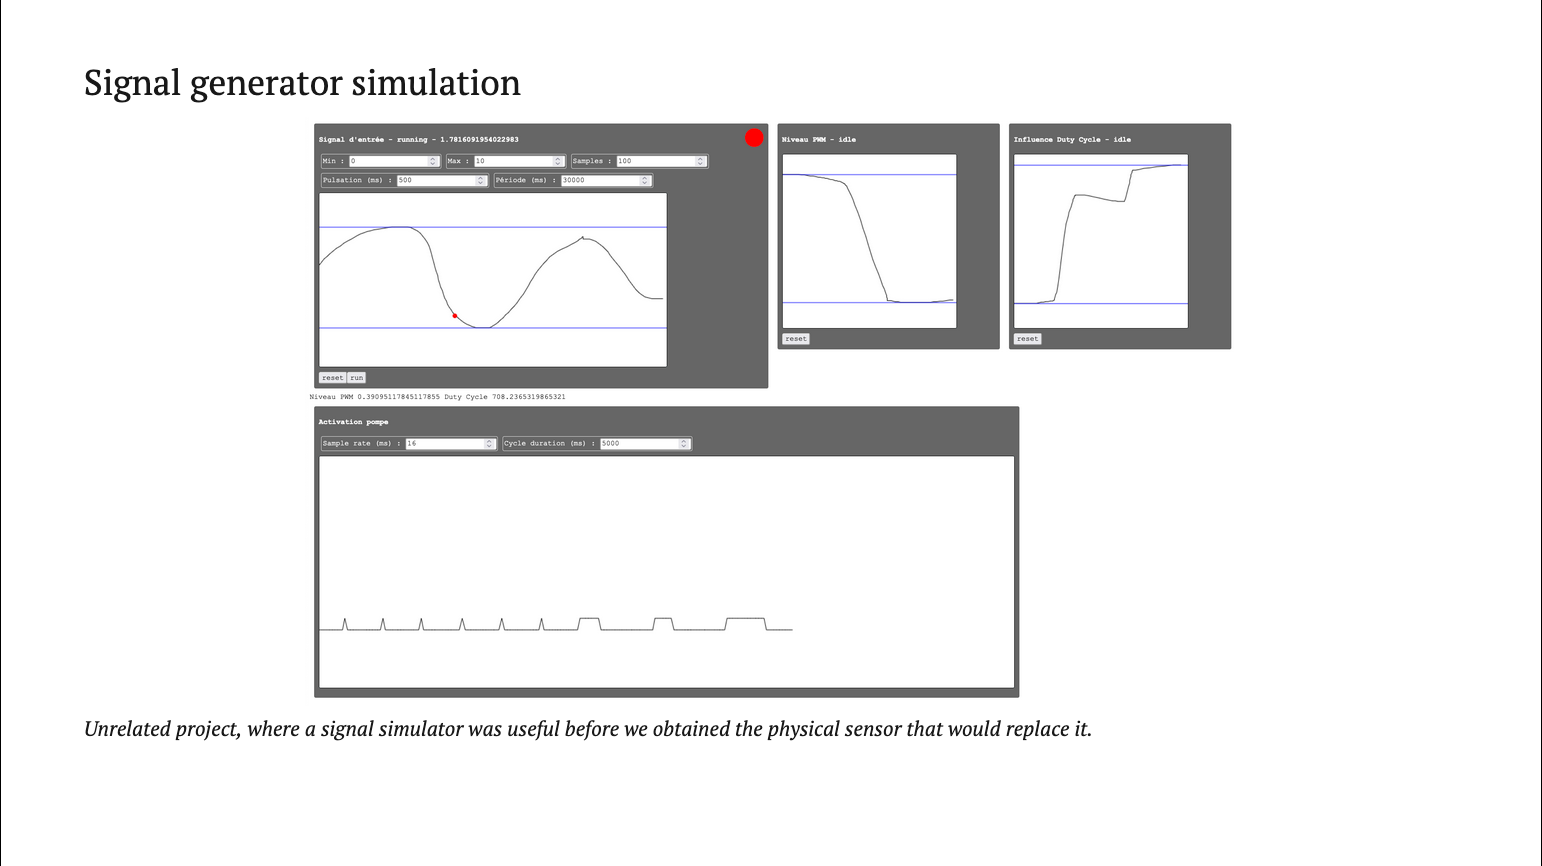 Signal generator simulation
Signal d'entrée - running - 1.7816091954022983
Min : 0 Max : 10 Samples : 100
Pulsation (ms) : 500 Période (ms) : 30000
reset run
Niveau PWM - idle
reset
Influence Duty Cycle - idle
reset
Niveau PWM 0.39095117845117855 Duty Cycle 708.2365319865321
Activation pompe
Sample rate (ms) : 16 Cycle duration (ms) : 5000
Unrelated project, where a signal simulator was useful before we obtained the physical sensor that would replace it.